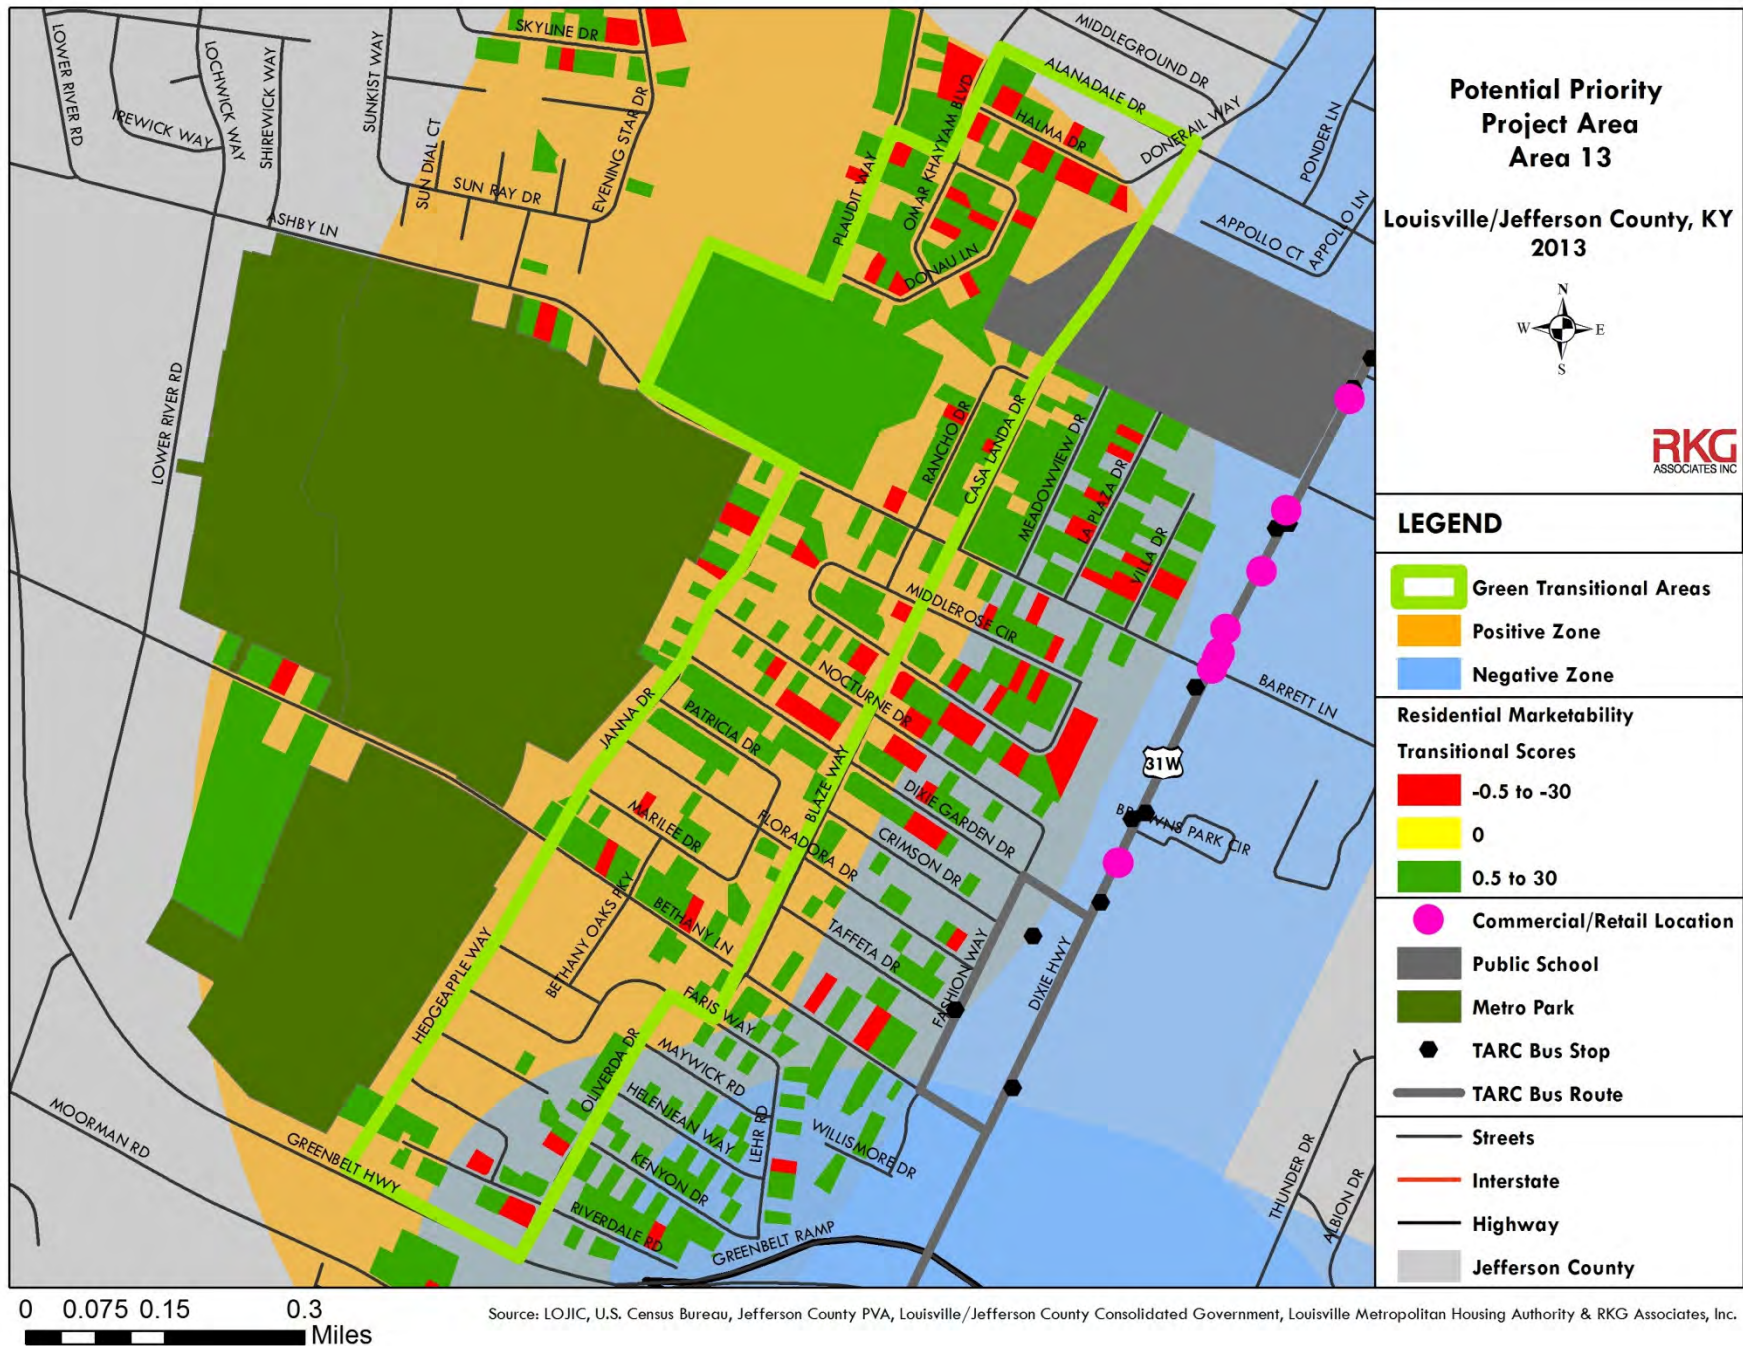 Potential Priority
Project Area
Area 13
Louisville/Jefferson County, KY
2013
N
W
E
S
RKG
ASSOCIATES INC
LEGEND
Green Transitional Areas
Positive Zone
Negative Zone
Residential Marketability
Transitional Scores
-0.5 to -30
0
0.5 to 30
Commercial/Retail Location
Public School
Metro Park
TARC Bus Stop
TARC Bus Route
Streets
Interstate
Highway
Jefferson County
LOWER RIVER RD
LOCHWICK WAY
SHIREWICK WAY
IREWICK WAY
SUNKIST WAY
SKYLINE DR
SUN DIAL CT
SUN RAY DR
EVENING STAR DR
ASHBY LN
LOWER RIVER RD
PLAUDIT WAY
OMAR KHAYYAM BLVD
MIDDLEGROUND DR
ALANADALE DR
HALMA DR
DONERAIL WAY
DONAU LN
PONDER LN
APPOLLO LN
APPOLLO CT
RANCHO DR
CASA LANDA DR
MEADOWVIEW DR
LA PLAZA DR
VILLA DR
MIDDLEROSE CIR
BARRETT LN
NOCTURNE DR
PATRICIA DR
JANNA DR
BLAZE WAY
31W
DIXIE GARDEN DR
CRIMSON DR
FLORADORA DR
MARILEE DR
BROWNS PARK CIR
BETHANY LN
BETHANY OAKS PKY
TAFFETA DR
FASHION WAY
DIXIE HWY
HEDGEAPPLE WAY
FARIS WAY
OLIVERDA DR
MAYWICK RD
HELENJEAN WAY
LEHR RD
WILLISMORE DR
KENYON DR
RIVERDALE RD
GREENBELT RAMP
GREENBELT HWY
MOORMAN RD
THUNDER DR
ALBION DR
0 0.075 0.15 0.3
Miles
Source: LOJIC, U.S. Census Bureau, Jefferson County PVA, Louisville/Jefferson County Consolidated Government, Louisville Metropolitan Housing Authority & RKG Associates, Inc.